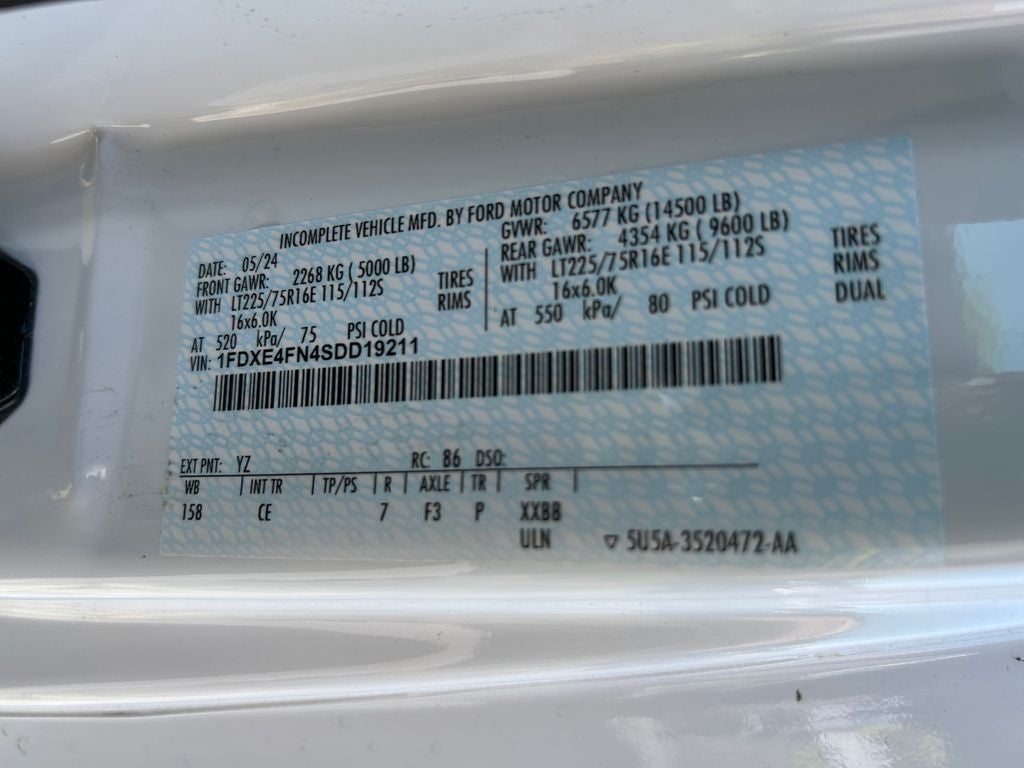 INCOMPLETE VEHICLE MFD. BY FORD MOTOR COMPANY
DATE: 05/24
FRONT GAWR: 2268 KG ( 5000 LB)
WITH LT225/75R16E 115/112S TIRES
16x6.0K RIMS
AT 520 kPa/ 75 PSI COLD
GVWR: 6577 KG (14500 LB)
REAR GAWR: 4354 KG ( 9600 LB)
WITH LT225/75R16E 115/112S TIRES
16x6.0K RIMS
AT 550 kPa/ 80 PSI COLD DUAL
VIN: 1FDXE4FN4SDD19211
EXT PNT: YZ RC: 86 DSO:
WB | INT TR | TP/PS | R | AXLE | TR | SPR |
158 CE 7 F3 P XXBB
ULN ▽ 5U5A-3520472-AA